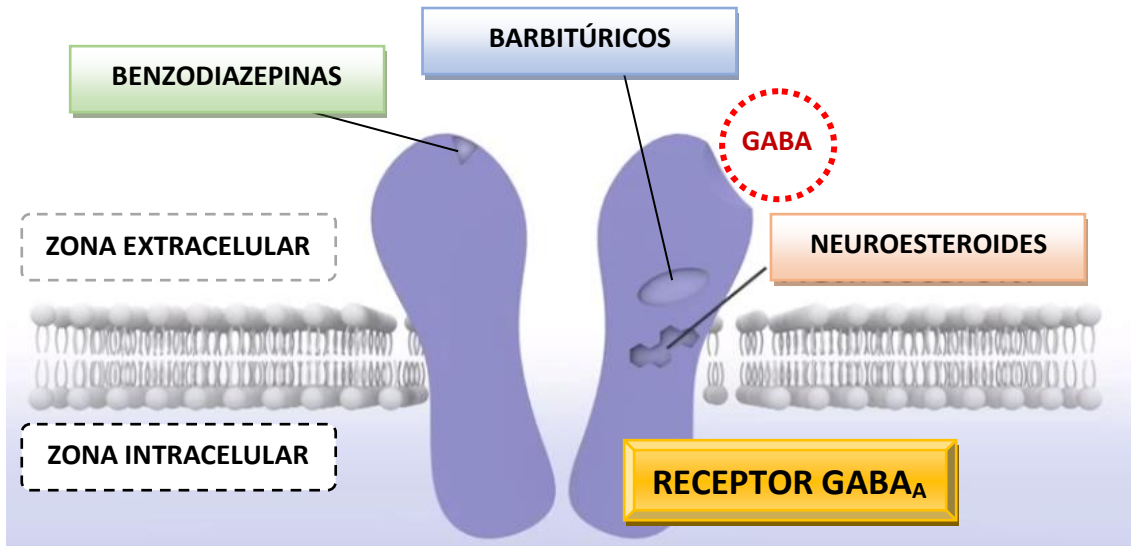 BARBITÚRICOS
BENZODIAZEPINAS
GABA
ZONA EXTRACELULAR
NEUROESTEROIDES
ZONA INTRACELULAR
RECEPTOR GABAA